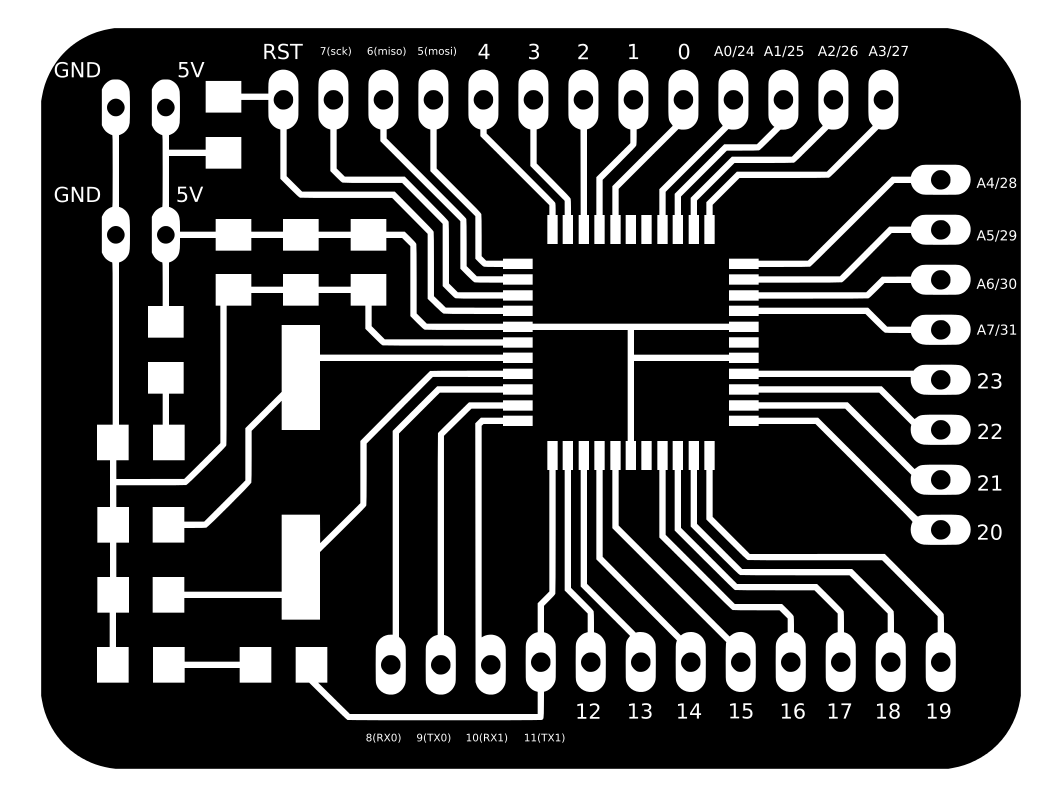 RST 7(sck) 6(miso) 5(mosi) 4 3 2 1 0 A0/24 A1/25 A2/26 A3/27
GND 5V
A4/28
GND 5V
A5/29
A6/30
A7/31
23
22
21
20
12 13 14 15 16 17 18 19
8(RX0) 9(TX0) 10(RX1) 11(TX1)